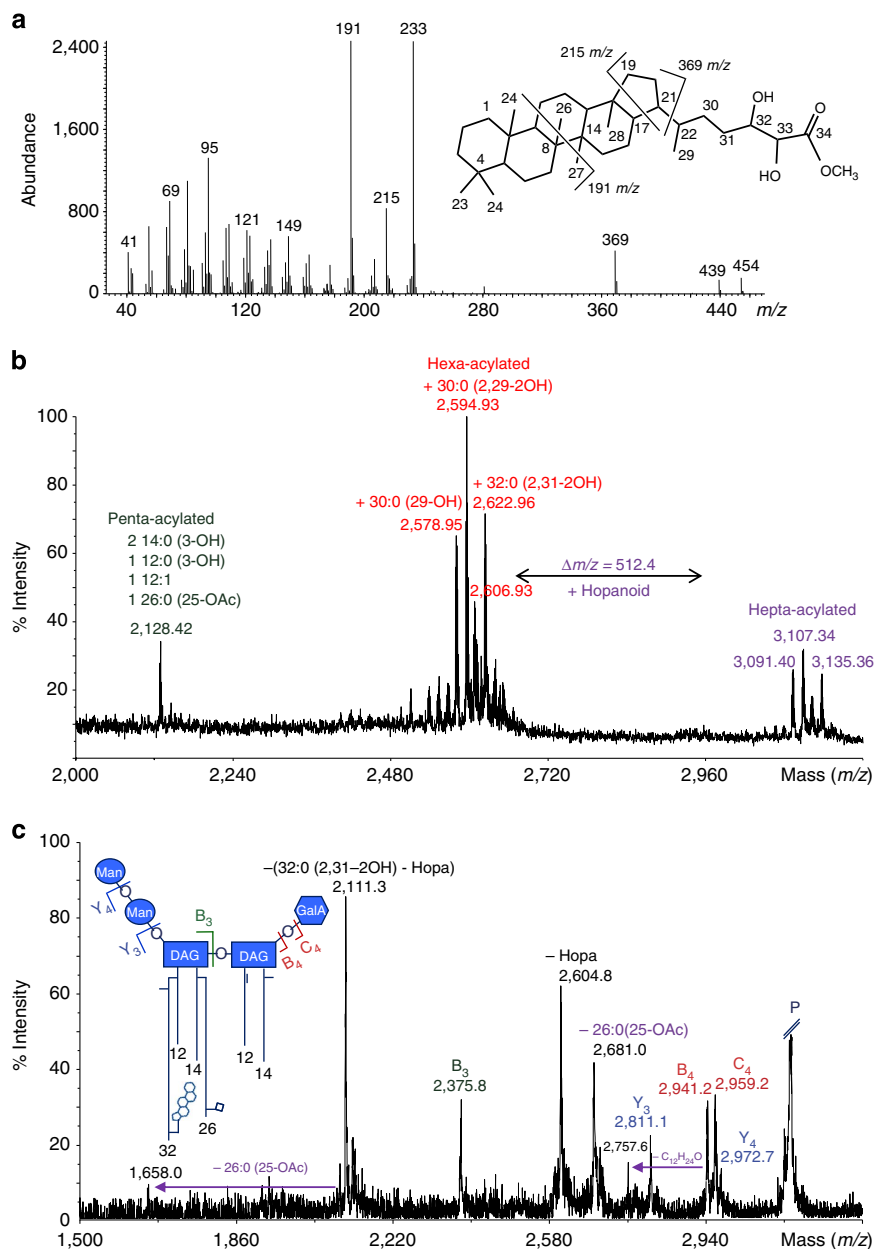 a
2,400
1,600
800
0
Abundance
41
69
95
121
149
191
215
233
369
439
454
40
120
200
280
360
440
m/z
215 m/z
369 m/z
191 m/z
1
4
8
14
17
19
21
22
23
24
24
26
27
28
29
30
31
32
33
34
OH
HO
O
OCH3
b
100
80
60
40
20
% Intensity
Penta-acylated
2 14:0 (3-OH)
1 12:0 (3-OH)
1 12:1
1 26:0 (25-OAc)
2,128.42
Hexa-acylated
+ 30:0 (2,29-2OH)
2,594.93
+ 30:0 (29-OH)
2,578.95
+ 32:0 (2,31-2OH)
2,622.96
2,606.93
Δm/z = 512.4
+ Hopanoid
Hepta-acylated
3,107.34
3,091.40
3,135.36
2,000
2,240
2,480
2,720
2,960
Mass (m/z)
c
100
80
60
40
20
0
% Intensity
Man
Man
Y4
Y3
B3
DAG
DAG
GalA
B4
C4
12
14
12
14
32
26
1,658.0
– 26:0 (25-OAc)
–(32:0 (2,31–2OH) - Hopa)
2,111.3
B3
2,375.8
– Hopa
2,604.8
– 26:0(25-OAc)
2,681.0
Y3
2,811.1
2,757.6
– C12H24O
B4
2,941.2
C4
2,959.2
Y4
2,972.7
P
1,500
1,860
2,220
2,580
2,940
Mass (m/z)